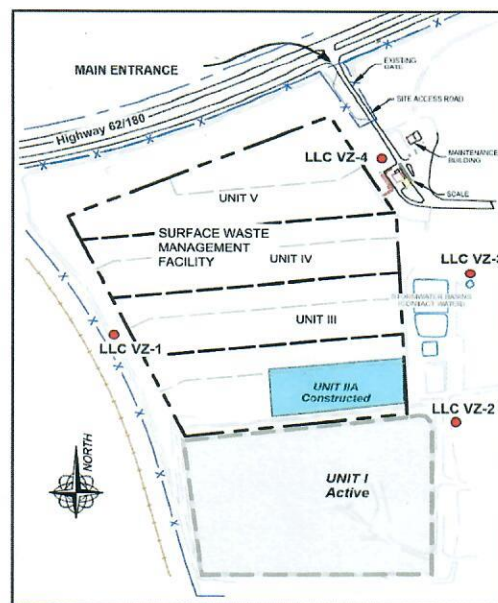 MAIN ENTRANCE
EXISTING
GATE
Highway 62/180
SITE ACCESS ROAD
LLC VZ-4
MAINTENANCE
BUILDING
SCALE
UNIT V
SURFACE WASTE
MANAGEMENT
FACILITY
UNIT IV
LLC VZ-3
STORMWATER BASINS
(CONTACT WATER)
UNIT III
LLC VZ-1
UNIT IIA
Constructed
LLC VZ-2
NORTH
UNIT I
Active